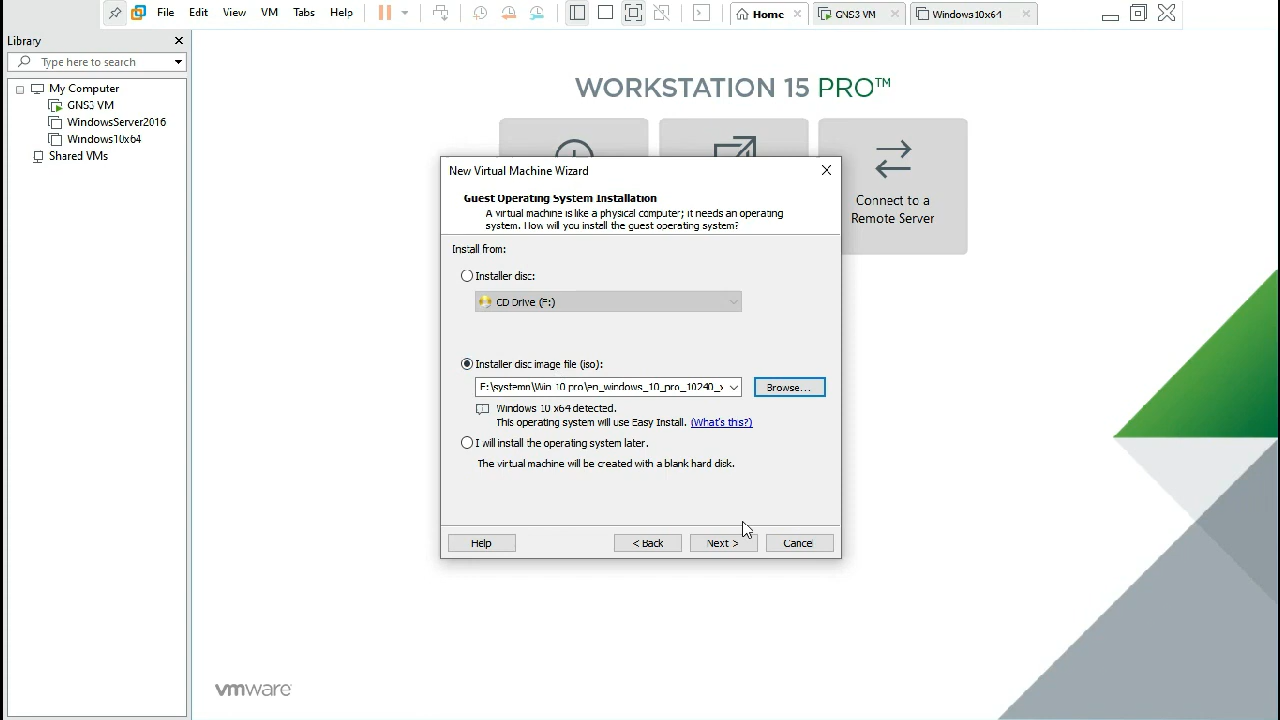 File Edit View VM Tabs Help
Home
GNS3 VM
Windows10x64
Library
Type here to search
My Computer
GNS3 VM
WindowsServer2016
Windows10x64
Shared VMs
WORKSTATION 15 PRO™
Connect to a
Remote Server
New Virtual Machine Wizard
Guest Operating System Installation
A virtual machine is like a physical computer; it needs an operating
system. How will you install the guest operating system?
Install from:
Installer disc:
CD Drive (F:)
Installer disc image file (iso):
E:\systemn\Win 10 pro\en_windows_10_pro_10240_x
Browse...
Windows 10 x64 detected.
This operating system will use Easy Install. (What's this?)
I will install the operating system later.
The virtual machine will be created with a blank hard disk.
Help
< Back
Next >
Cancel
vmware